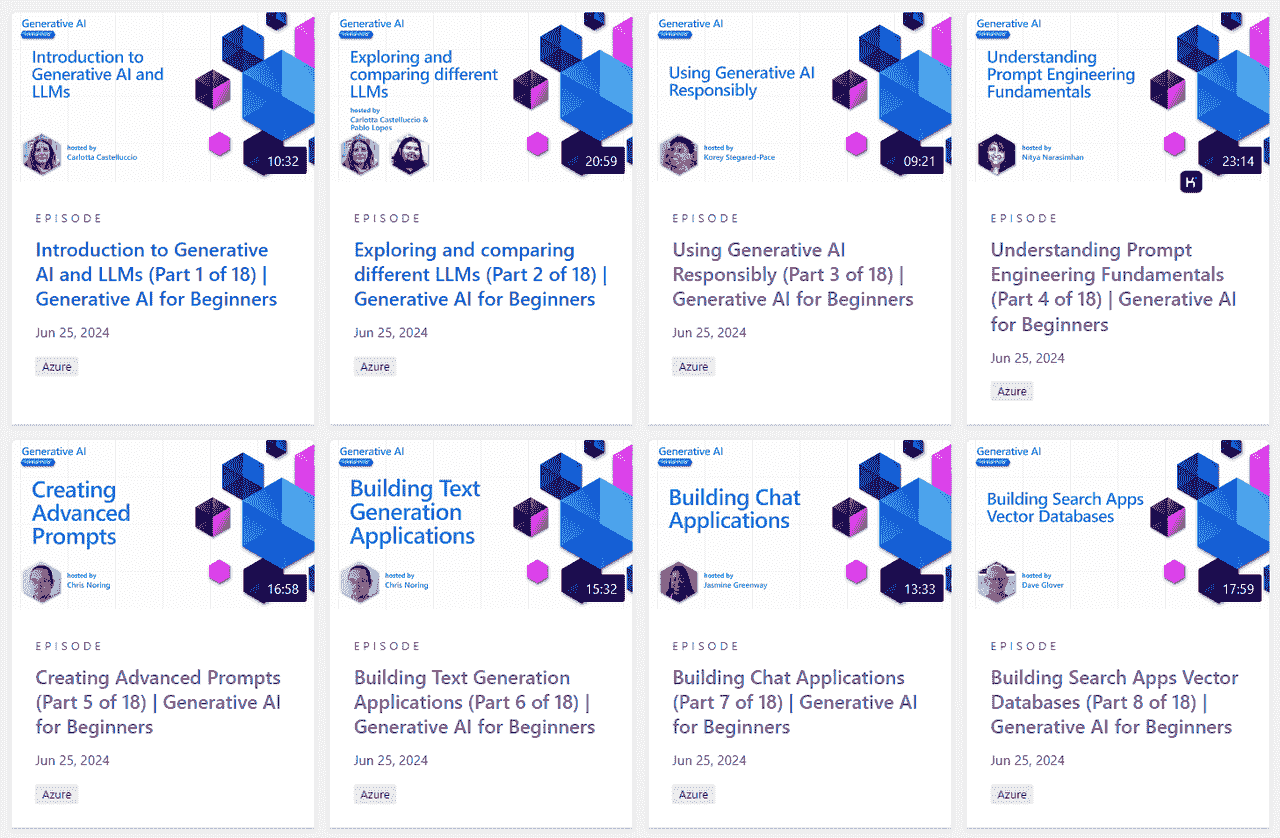 Generative AI
Introduction to
Generative AI and
LLMs
hosted by
Carlotta Castelluccio
10:32
EPISODE
Introduction to Generative
AI and LLMs (Part 1 of 18) |
Generative AI for Beginners
Jun 25, 2024
Azure
Generative AI
Exploring and
comparing different
LLMs
hosted by
Carlotta Castelluccio &
Pablo Lopes
20:59
EPISODE
Exploring and comparing
different LLMs (Part 2 of 18) |
Generative AI for Beginners
Jun 25, 2024
Azure
Generative AI
Using Generative AI
Responsibly
hosted by
Korey Stegared-Pace
09:21
EPISODE
Using Generative AI
Responsibly (Part 3 of 18) |
Generative AI for Beginners
Jun 25, 2024
Azure
Generative AI
Understanding
Prompt Engineering
Fundamentals
hosted by
Nitya Narasimhan
23:14
EPISODE
Understanding Prompt
Engineering Fundamentals
(Part 4 of 18) | Generative AI
for Beginners
Jun 25, 2024
Azure
Generative AI
Creating
Advanced
Prompts
hosted by
Chris Noring
16:58
EPISODE
Creating Advanced Prompts
(Part 5 of 18) | Generative AI
for Beginners
Jun 25, 2024
Azure
Generative AI
Building Text
Generation
Applications
hosted by
Chris Noring
15:32
EPISODE
Building Text Generation
Applications (Part 6 of 18) |
Generative AI for Beginners
Jun 25, 2024
Azure
Generative AI
Building Chat
Applications
hosted by
Jasmine Greenway
13:33
EPISODE
Building Chat Applications
(Part 7 of 18) | Generative AI
for Beginners
Jun 25, 2024
Azure
Generative AI
Building Search Apps
Vector Databases
hosted by
Dave Glover
17:59
EPISODE
Building Search Apps Vector
Databases (Part 8 of 18) |
Generative AI for Beginners
Jun 25, 2024
Azure